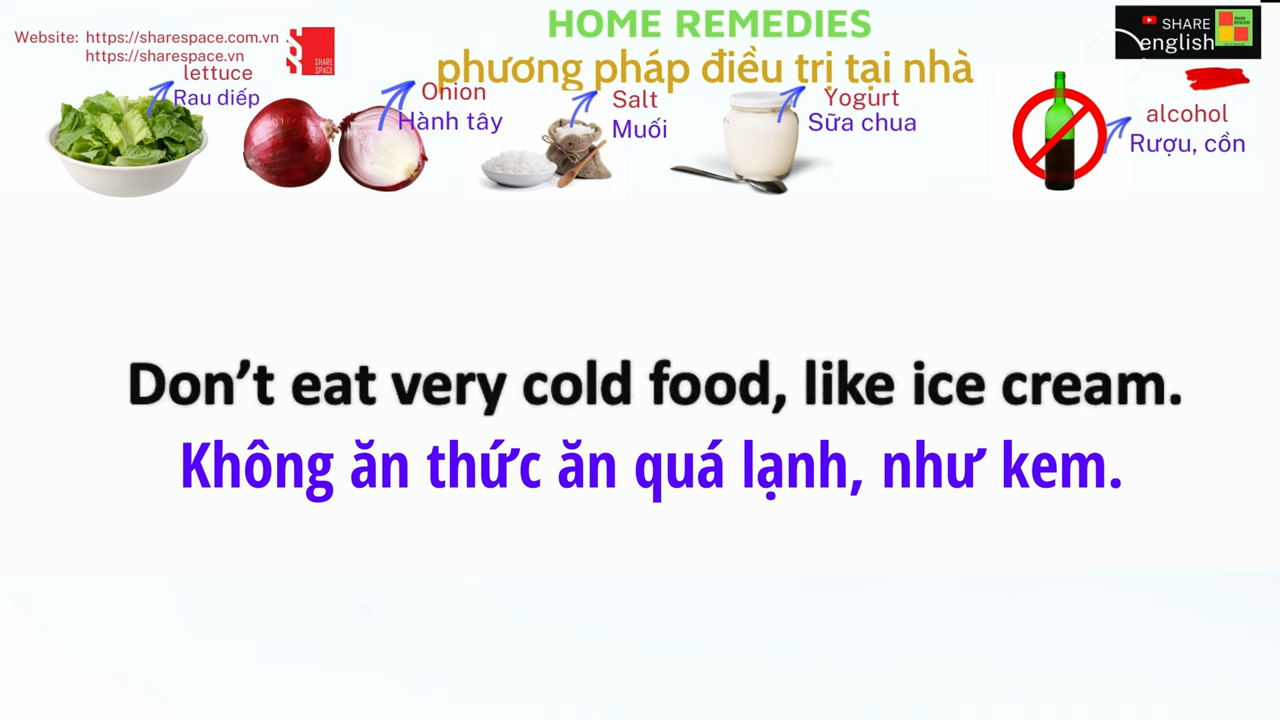 HOME REMEDIES
phương pháp điều trị tại nhà
Website: https://sharespace.com.vn
https://sharespace.vn
SHARE
SPACE
SHARE
english
lettuce
Rau diếp
Onion
Hành tây
Salt
Muối
Yogurt
Sữa chua
alcohol
Rượu, cồn
Don’t eat very cold food, like ice cream.
Không ăn thức ăn quá lạnh, như kem.